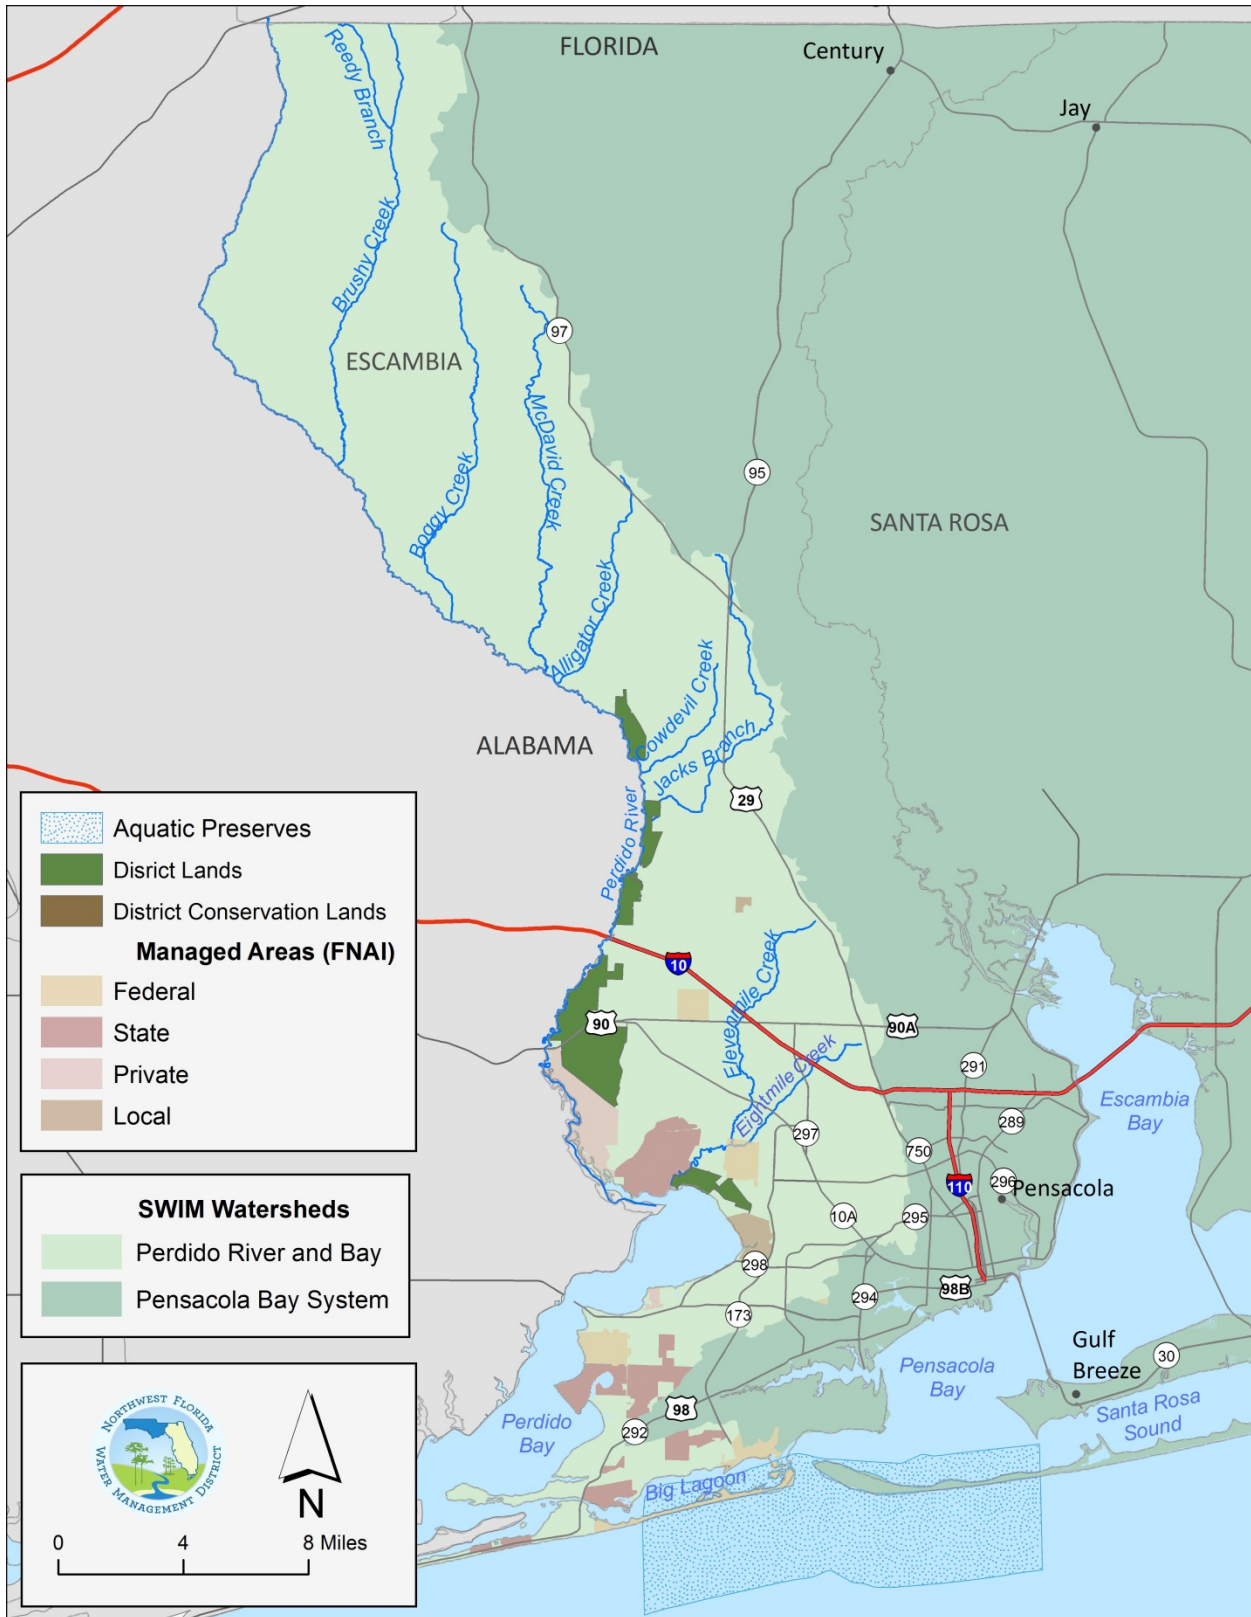 FLORIDA
Century
Jay
Reedy Branch
Brushy Creek
97
ESCAMBIA
McDavid Creek
Boggy Creek
95
SANTA ROSA
Alligator Creek
Cowdevil Creek
ALABAMA
Jacks Branch
29
Perdido River
10
Elevenmile Creek
90
90A
Eightmile Creek
291
Escambia
Bay
289
297
750
296
110
Pensacola
10A
295
298
98B
294
173
Gulf
Breeze
30
Pensacola
Bay
98
Santa Rosa
Sound
Perdido
Bay
292
Big Lagoon
Aquatic Preserves
Disrict Lands
District Conservation Lands
Managed Areas (FNAI)
Federal
State
Private
Local
SWIM Watersheds
Perdido River and Bay
Pensacola Bay System
NORTHWEST FLORIDA
WATER MANAGEMENT DISTRICT
N
0 4 8 Miles